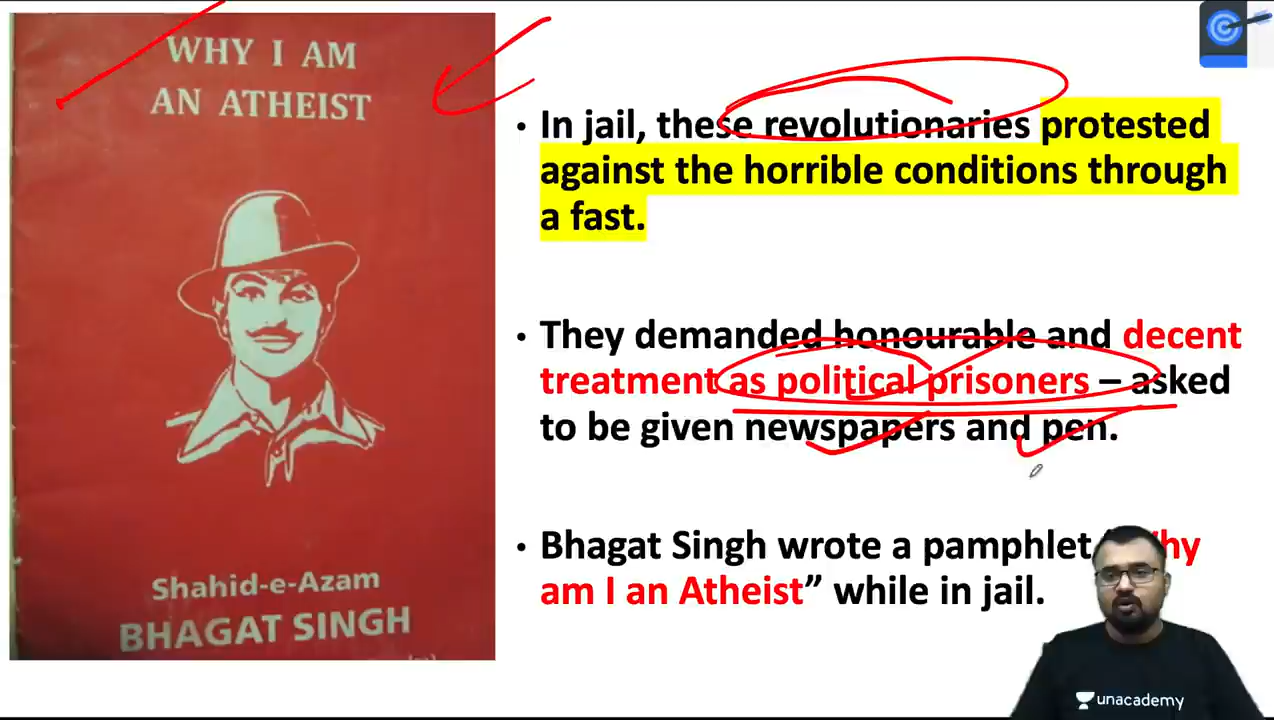 WHY I AM
AN ATHEIST
Shahid-e-Azam
BHAGAT SINGH
• In jail, these revolutionaries protested
against the horrible conditions through
a fast.
• They demanded honourable and decent
treatment as political prisoners – asked
to be given newspapers and pen.
• Bhagat Singh wrote a pamphlet
am I an Atheist” while in jail.
unacademy